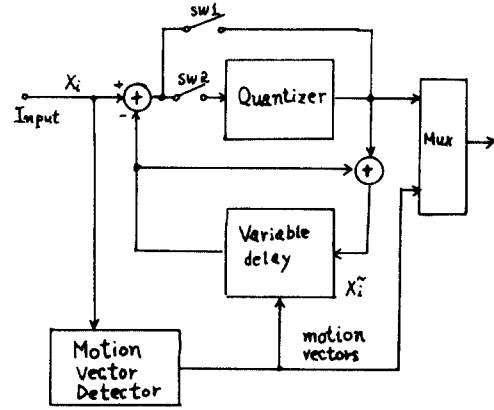 SW1
Xi
+
+
-
SW2
Quantizer
Mux
Input
+
Variable
delay
Xi~
motion
vectors
Motion
Vector
Detector